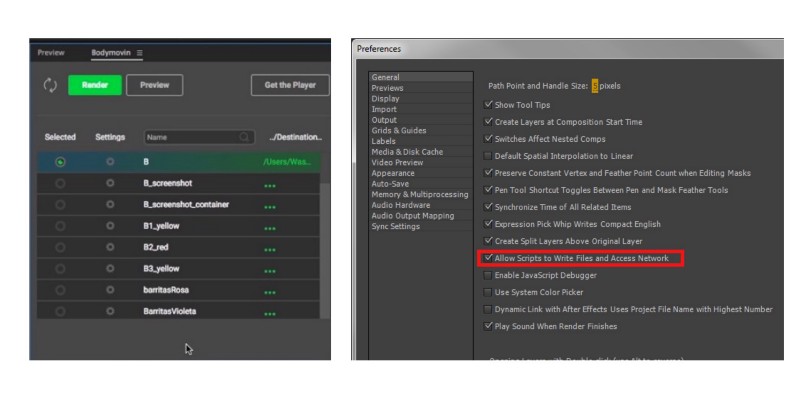 Preview Bodymovin
Render Preview Get the Player
Selected Settings Name ../Destination..
B /Users/Was..
B_screenshot ...
B_screenshot_container ...
B1_yellow ...
B2_red ...
B3_yellow ...
barritasRosa ...
BarritasVioleta ...
Preferences
General
Previews
Display
Import
Output
Grids & Guides
Labels
Media & Disk Cache
Video Preview
Appearance
Auto-Save
Memory & Multiprocessing
Audio Hardware
Audio Output Mapping
Sync Settings
Path Point and Handle Size: pixels
Show Tool Tips
Create Layers at Composition Start Time
Switches Affect Nested Comps
Default Spatial Interpolation to Linear
Preserve Constant Vertex and Feather Point Count when Editing Masks
Pen Tool Shortcut Toggles Between Pen and Mask Feather Tools
Synchronize Time of All Related Items
Expression Pick Whip Writes Compact English
Create Split Layers Above Original Layer
Allow Scripts to Write Files and Access Network
Enable JavaScript Debugger
Use System Color Picker
Dynamic Link with After Effects Uses Project File Name with Highest Number
Play Sound When Render Finishes